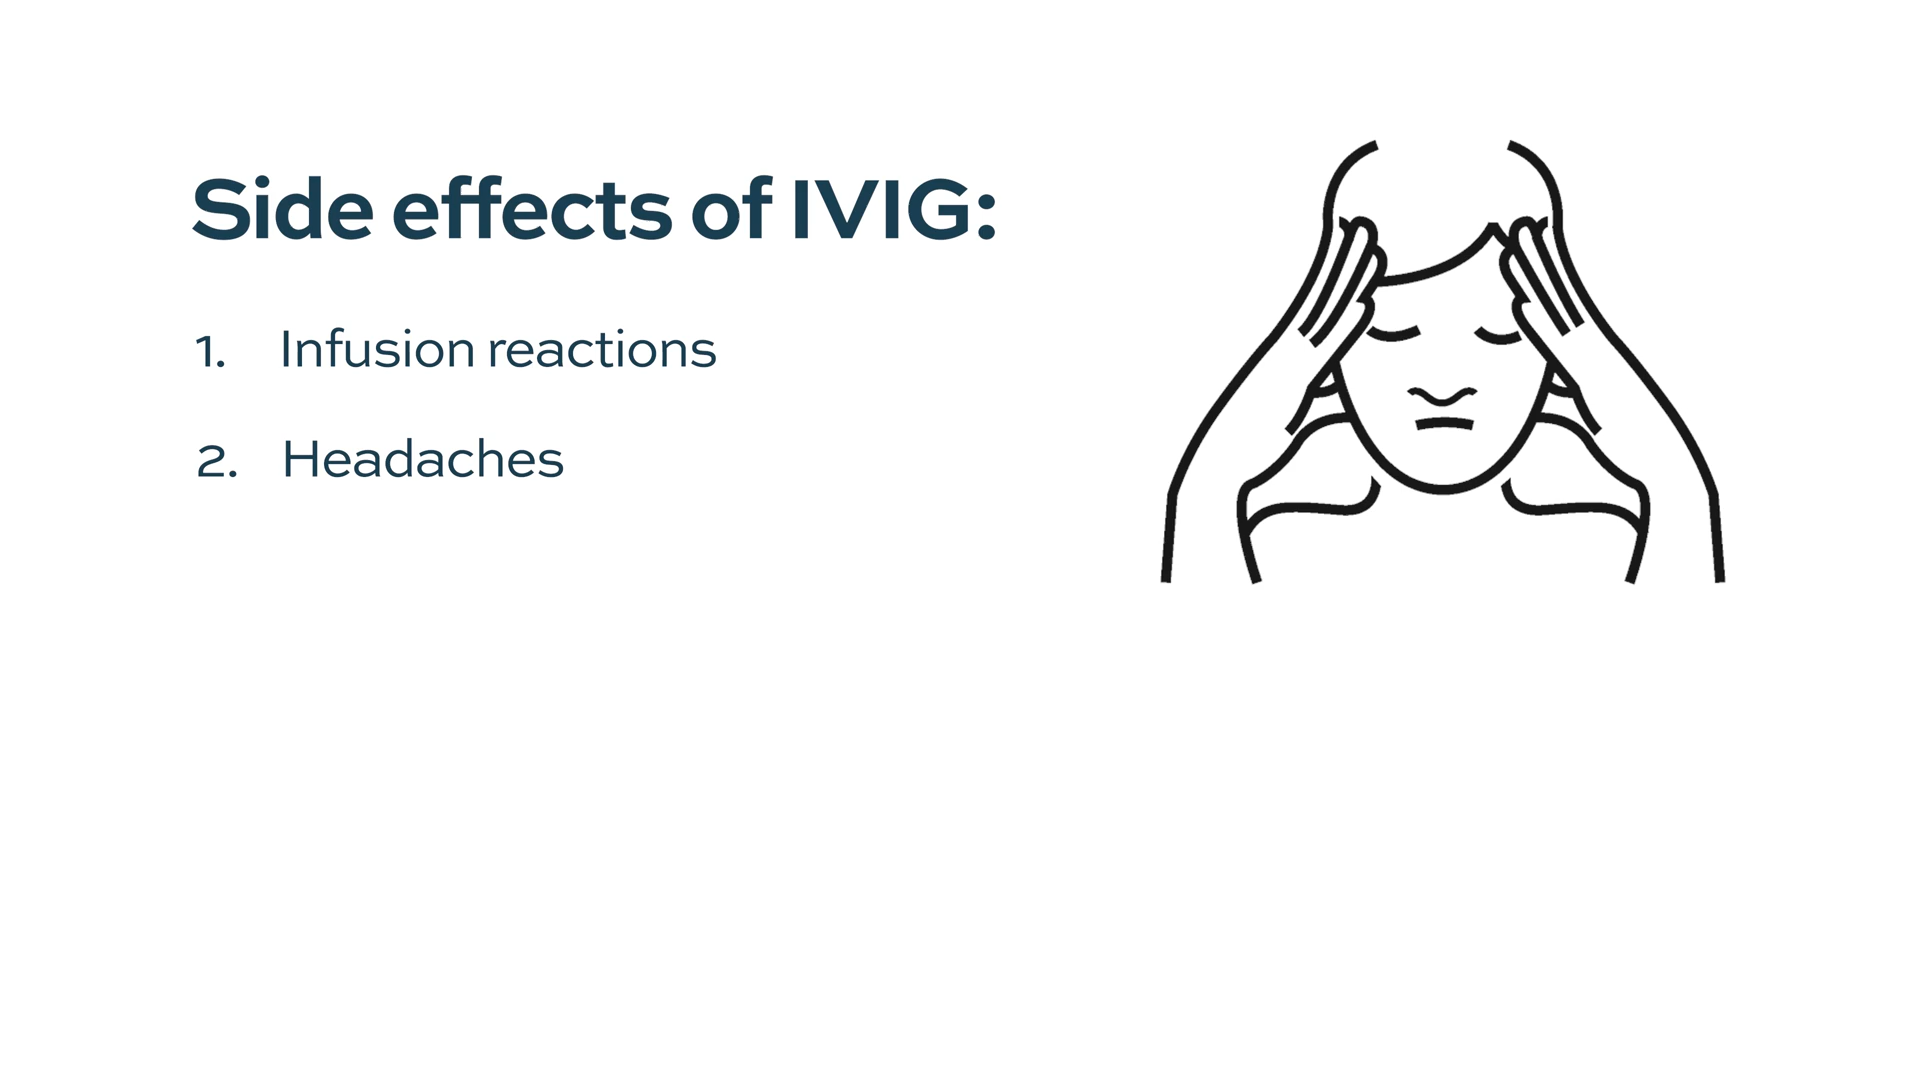 Side effects of IVIG:
1. Infusion reactions
2. Headaches